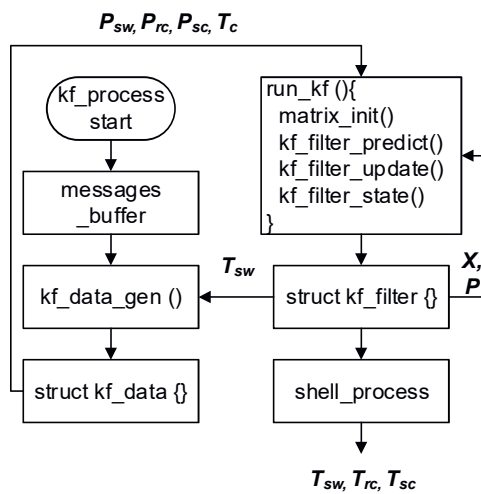 P_sw, P_rc, P_sc, T_c
kf_process
start
messages
_buffer
kf_data_gen ()
struct kf_data {}
run_kf (){
matrix_init()
kf_filter_predict()
kf_filter_update()
kf_filter_state()
}
T_sw
struct kf_filter {}
X,
P
shell_process
T_sw, T_rc, T_sc